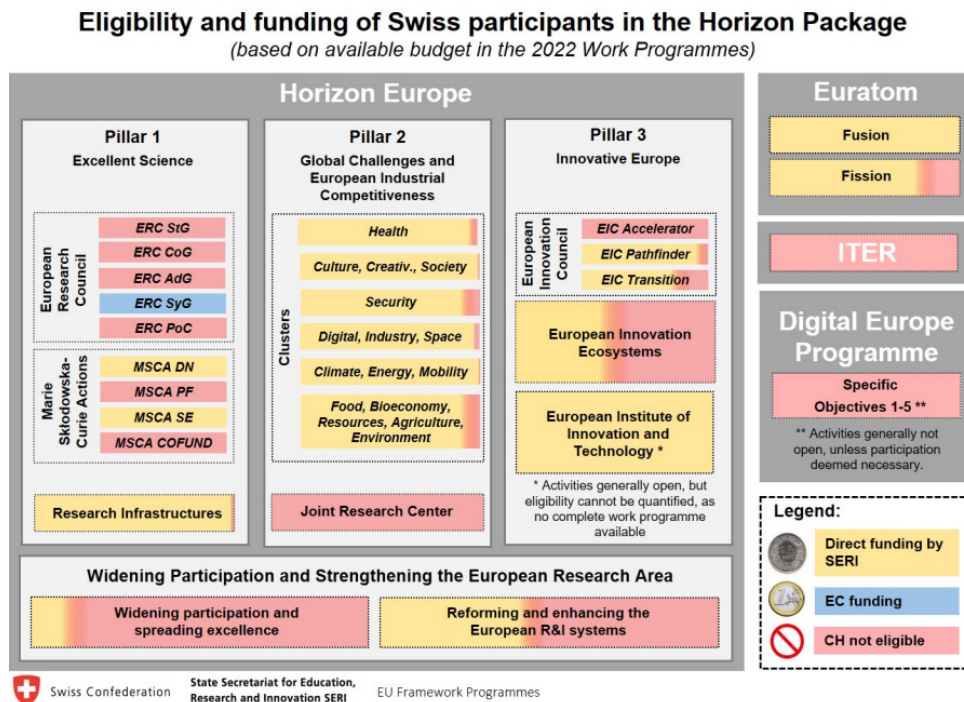 Eligibility and funding of Swiss participants in the Horizon Package
(based on available budget in the 2022 Work Programmes)
Horizon Europe
Pillar 1
Excellent Science
European
Research
Council
ERC StG
ERC CoG
ERC AdG
ERC SyG
ERC PoC
Marie
Skłodowska-
Curie Actions
MSCA DN
MSCA PF
MSCA SE
MSCA COFUND
Research Infrastructures
Pillar 2
Global Challenges and
European Industrial
Competitiveness
Clusters
Health
Culture, Creativ., Society
Security
Digital, Industry, Space
Climate, Energy, Mobility
Food, Bioeconomy,
Resources, Agriculture,
Environment
Joint Research Center
Pillar 3
Innovative Europe
European
Innovation
Council
EIC Accelerator
EIC Pathfinder
EIC Transition
European Innovation
Ecosystems
European Institute of
Innovation and
Technology *
* Activities generally open, but
eligibility cannot be quantified, as
no complete work programme
available
Widening Participation and Strengthening the European Research Area
Widening participation and
spreading excellence
Reforming and enhancing the
European R&I systems
Euratom
Fusion
Fission
ITER
Digital Europe
Programme
Specific
Objectives 1-5 **
** Activities generally not
open, unless participation
deemed necessary.
Legend:
Direct funding by
SERI
EC funding
CH not eligible
Swiss Confederation
State Secretariat for Education,
Research and Innovation SERI
EU Framework Programmes